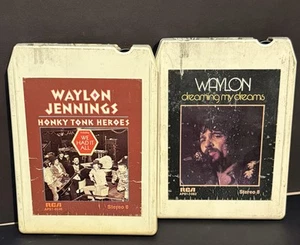 WAYLON
JENNINGS
HONKY TONK HEROES
WE
HAD IT
ALL
RCA
Stereo 8
WAYLON
dreaming my dreams
RCA
Stereo 8